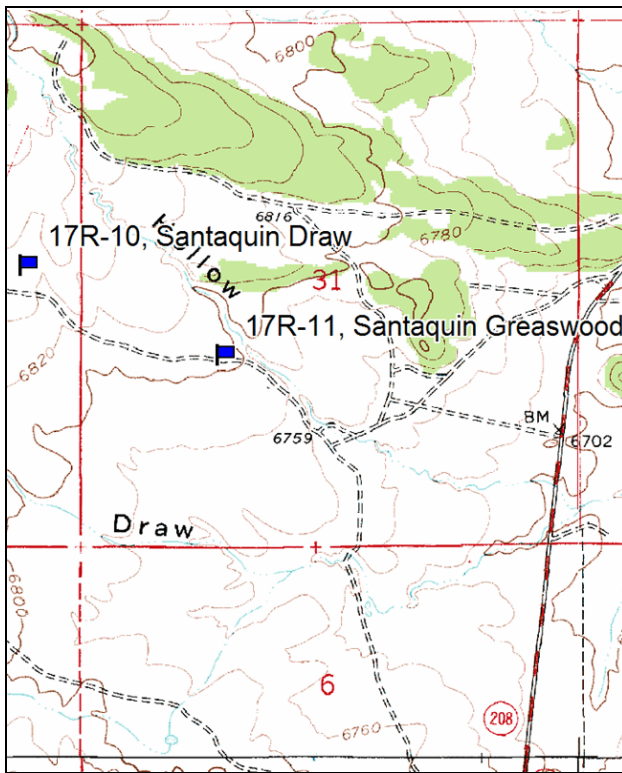 6800
6816
6780
17R-10, Santaquin Draw
Hollow
31
17R-11, Santaquin Greaswood
6820
BM
6759
6702
Draw
6800
6
208
6760